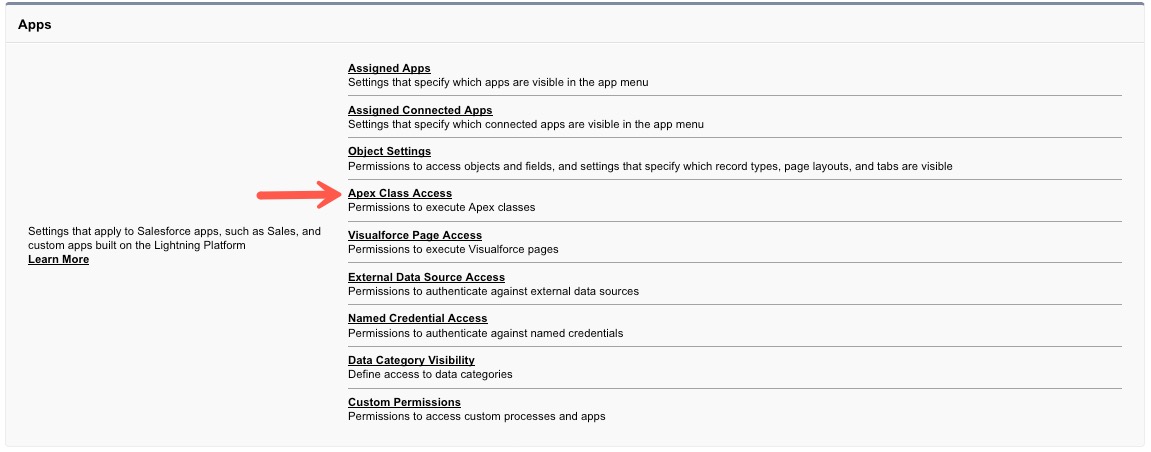 Apps
Assigned Apps
Settings that specify which apps are visible in the app menu
Assigned Connected Apps
Settings that specify which connected apps are visible in the app menu
Object Settings
Permissions to access objects and fields, and settings that specify which record types, page layouts, and tabs are visible
Apex Class Access
Permissions to execute Apex classes
Settings that apply to Salesforce apps, such as Sales, and
custom apps built on the Lightning Platform
Learn More
Visualforce Page Access
Permissions to execute Visualforce pages
External Data Source Access
Permissions to authenticate against external data sources
Named Credential Access
Permissions to authenticate against named credentials
Data Category Visibility
Define access to data categories
Custom Permissions
Permissions to access custom processes and apps